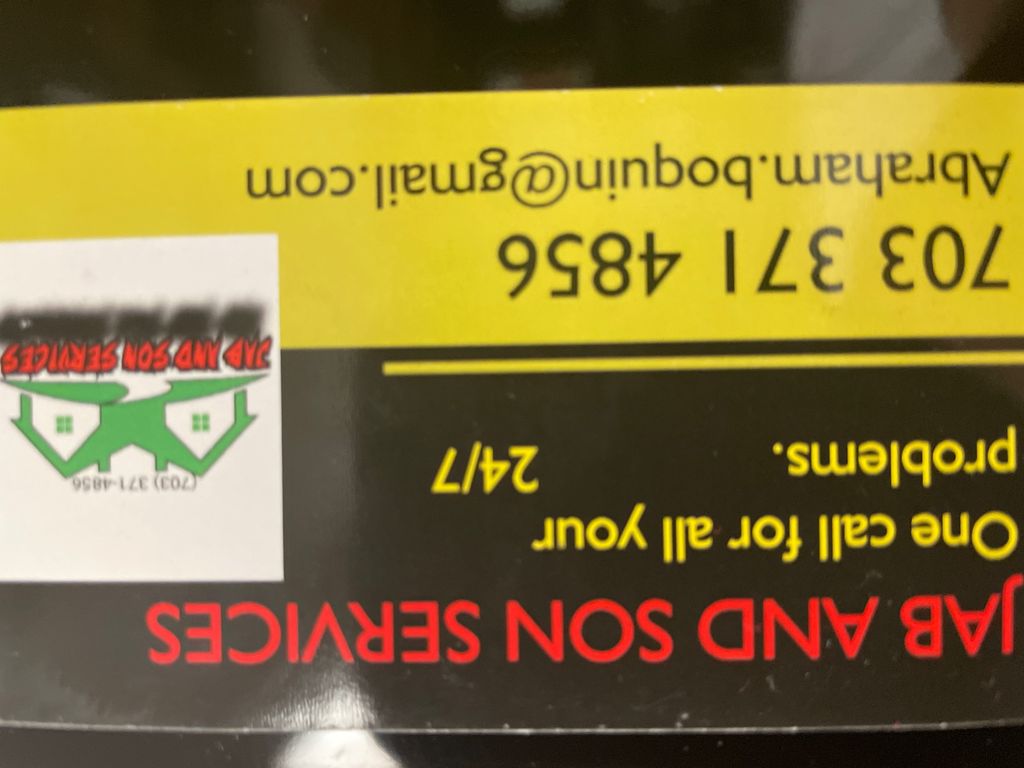 JAB AND SON SERVICES
One call for all your
problems. 24/7
(703) 371-4856
JAB AND SON SERVICES
703 371 4856
Abraham.boquin@gmail.com